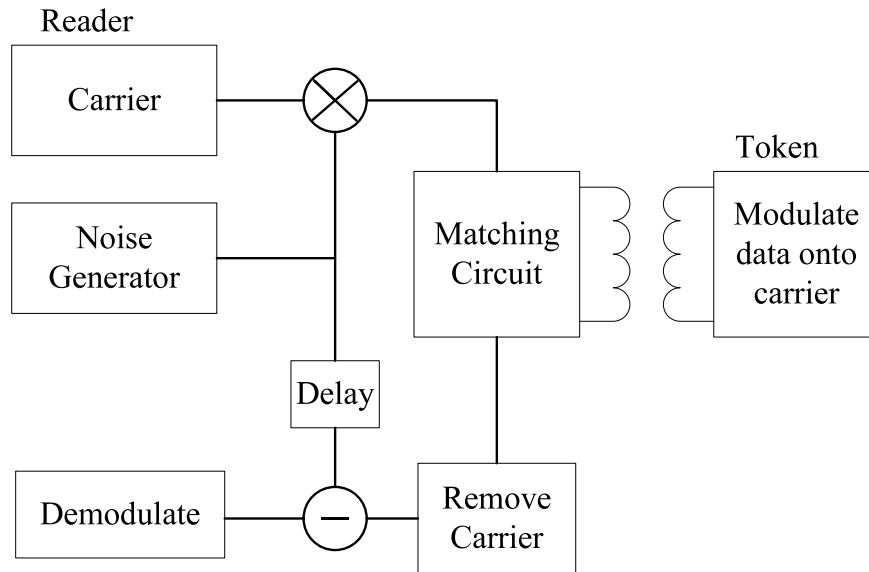 Reader
Carrier
Noise
Generator
Delay
Demodulate
Matching
Circuit
Remove
Carrier
Token
Modulate
data onto
carrier